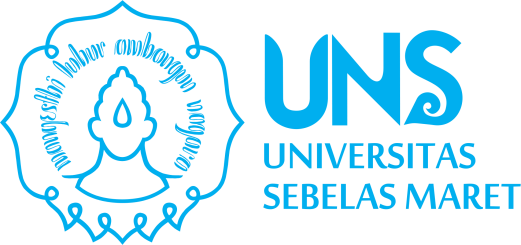 mangesthi luhur ambangun nagara
UNS
UNIVERSITAS
SEBELAS MARET